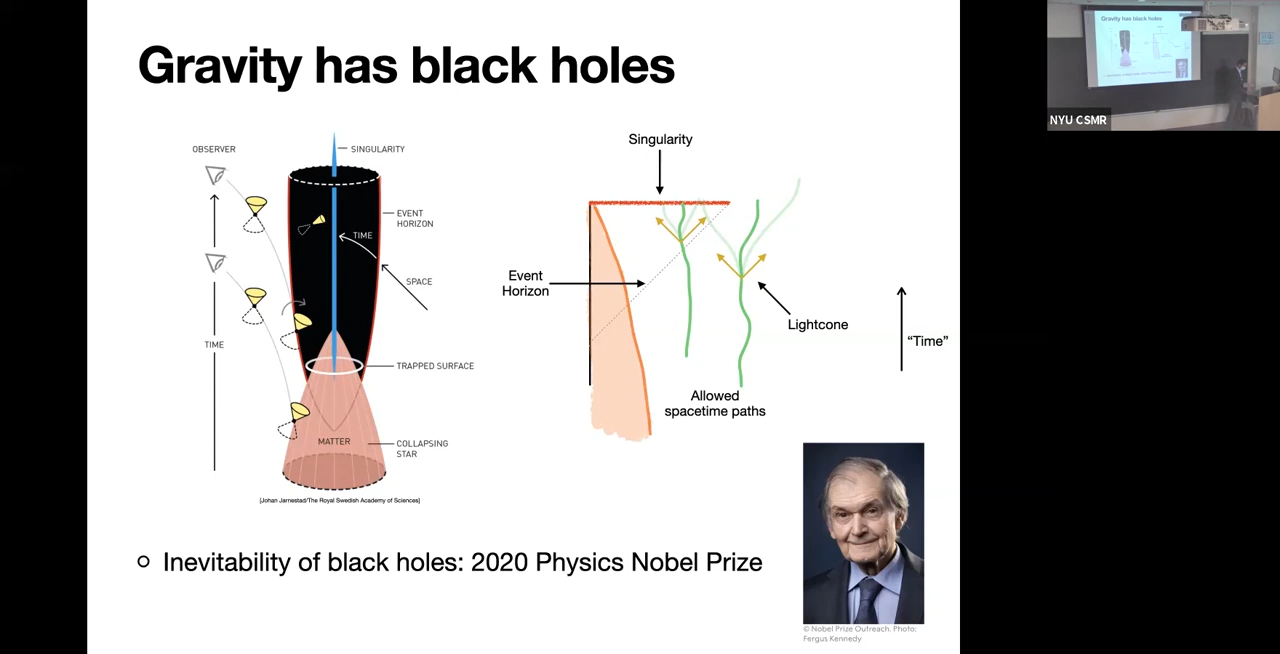 Gravity has black holes
OBSERVER
SINGULARITY
EVENT
HORIZON
TIME
SPACE
TIME
TRAPPED SURFACE
MATTER
COLLAPSING
STAR
[Johan Jarnestad/The Royal Swedish Academy of Sciences]
Singularity
Event
Horizon
Lightcone
"Time"
Allowed
spacetime paths
Inevitability of black holes: 2020 Physics Nobel Prize
© Nobel Prize Outreach. Photo:
Fergus Kennedy
Gravity has black holes
NYU CSMR